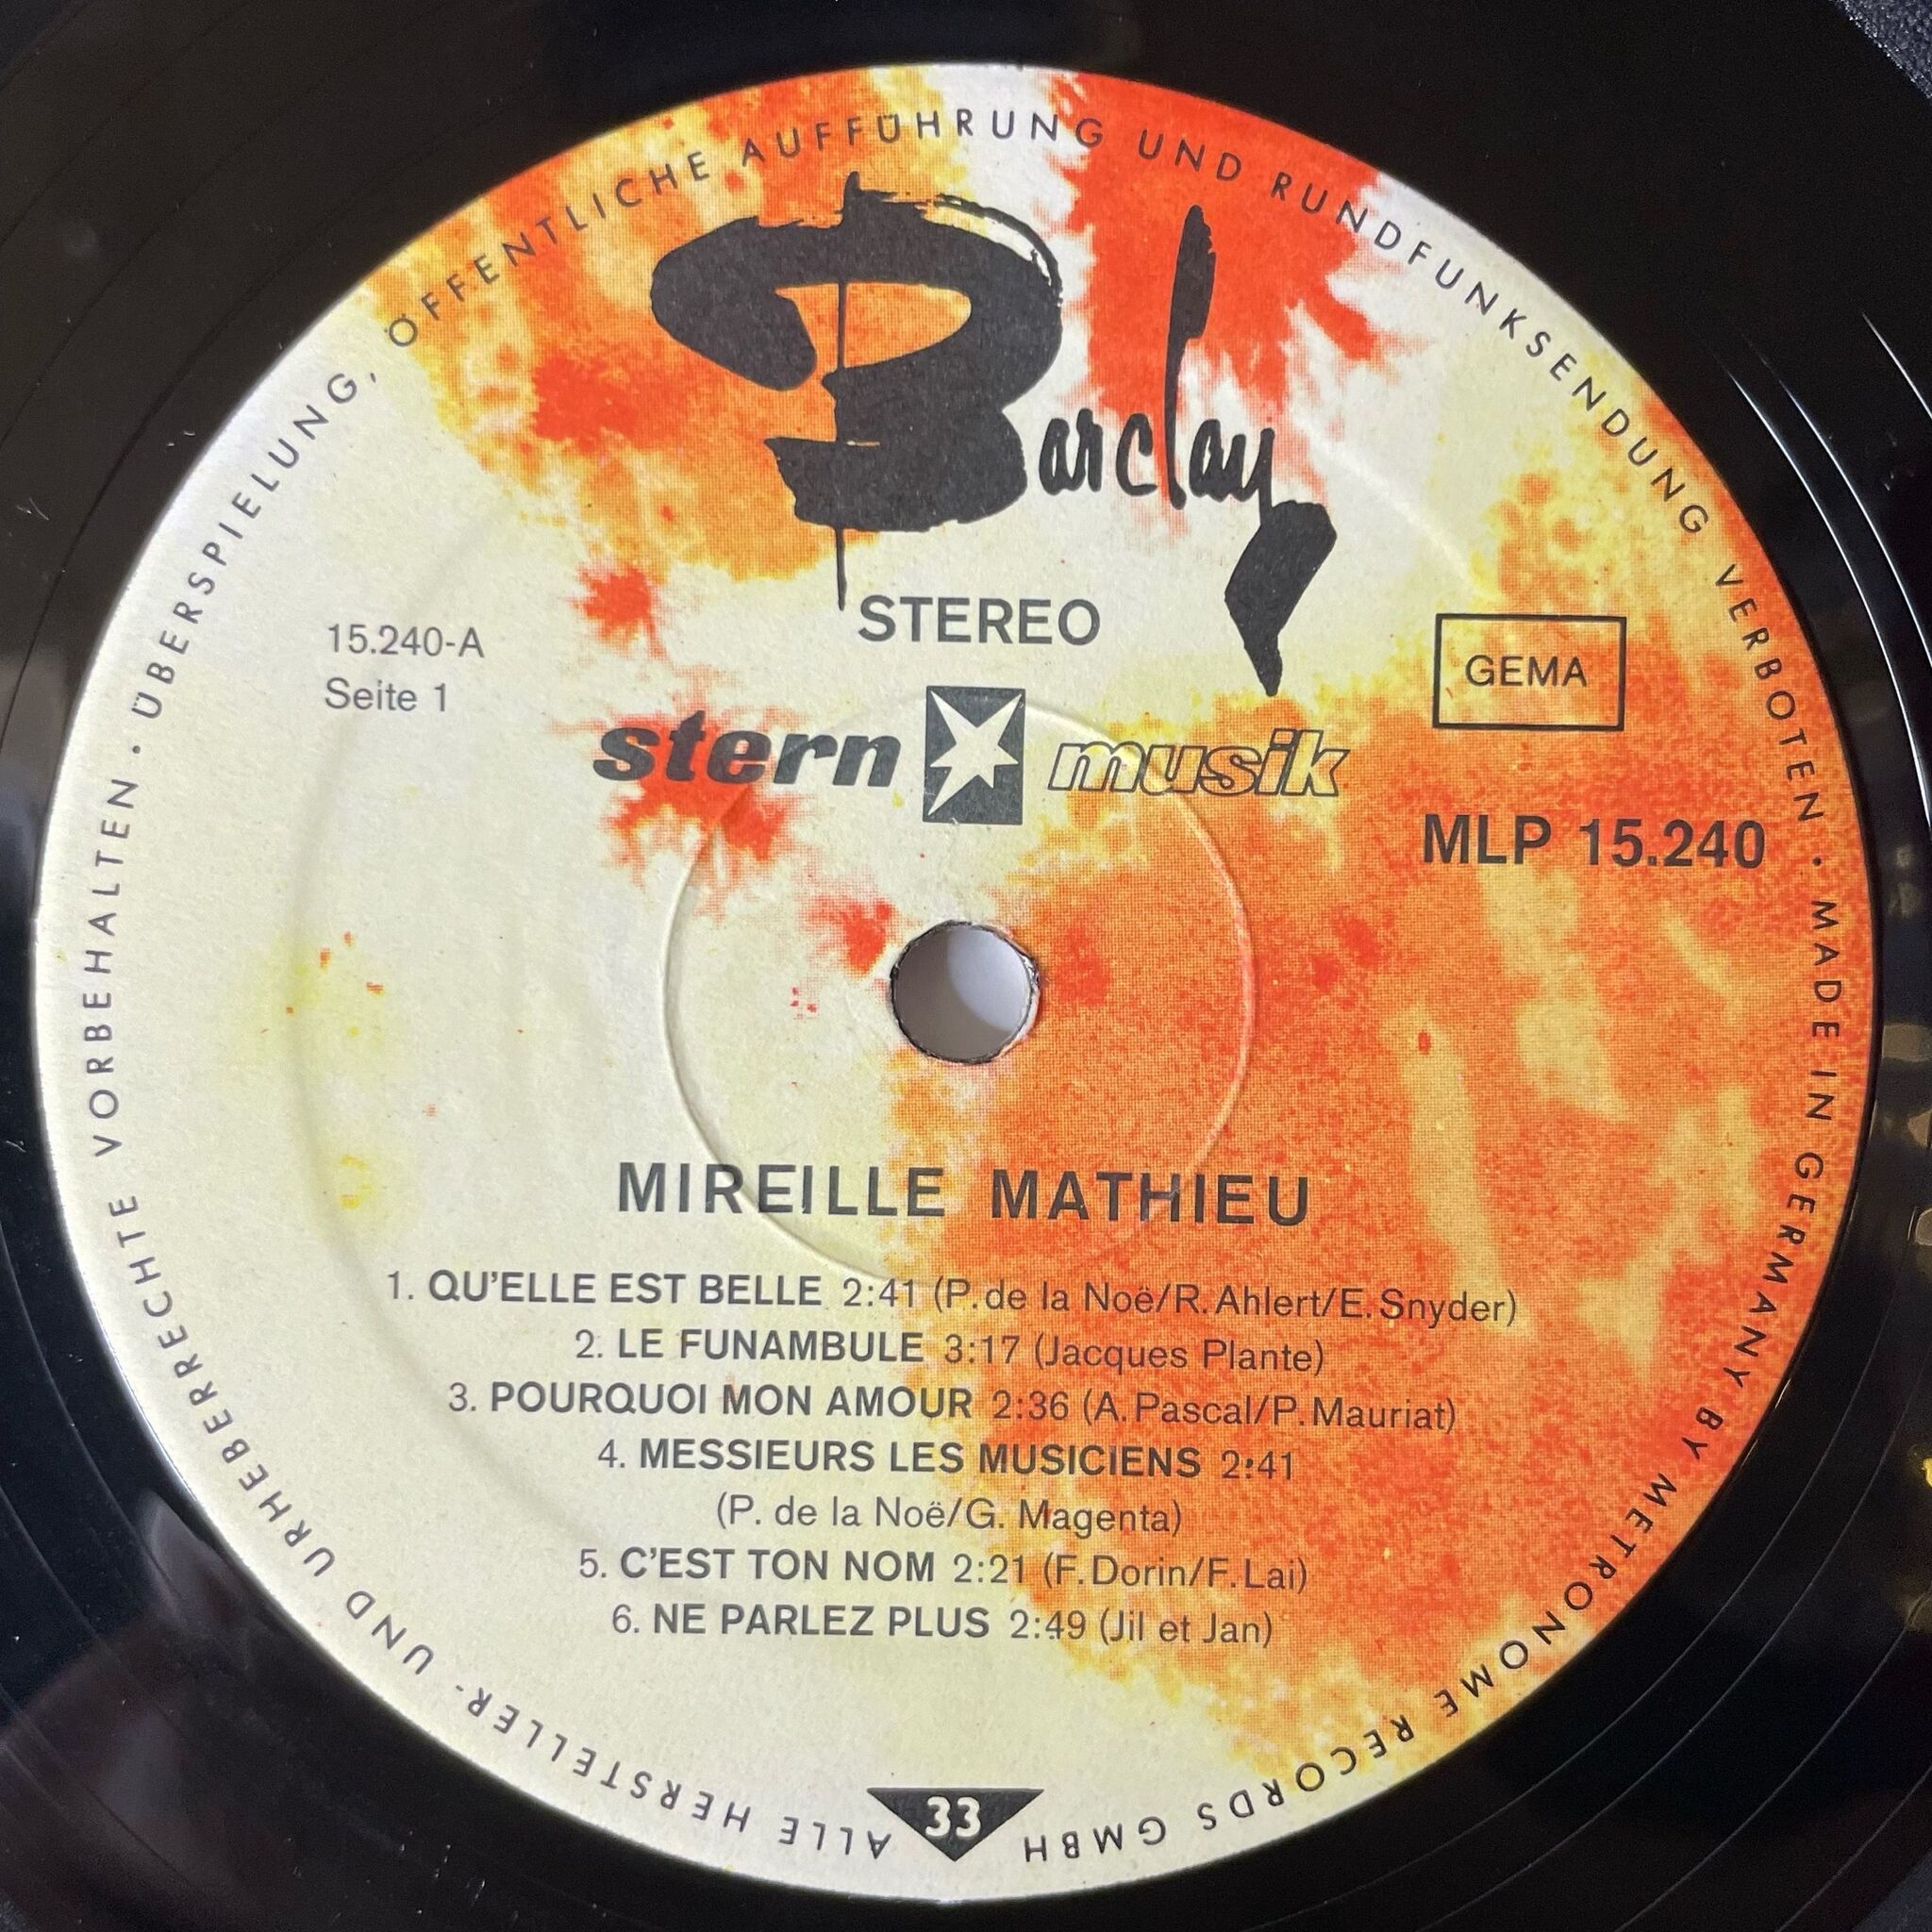 ALLE HERSTELLER- UND URHEBERRECHTE VORBEHALTEN · ÜBERSPIELUNG, ÖFFENTLICHE AUFFÜHRUNG UND RUNDFUNKSENDUNG VERBOTEN · MADE IN GERMANY BY METRONOME RECORDS GMBH
Barclay
STEREO
15.240-A
Seite 1
GEMA
stern musik
MLP 15.240
MIREILLE MATHIEU
1. QU'ELLE EST BELLE 2:41 (P. de la Noë/R. Ahlert/E. Snyder)
2. LE FUNAMBULE 3:17 (Jacques Plante)
3. POURQUOI MON AMOUR 2:36 (A. Pascal/P. Mauriat)
4. MESSIEURS LES MUSICIENS 2:41
(P. de la Noë/G. Magenta)
5. C'EST TON NOM 2:21 (F. Dorin/F. Lai)
6. NE PARLEZ PLUS 2:49 (Jil et Jan)
33